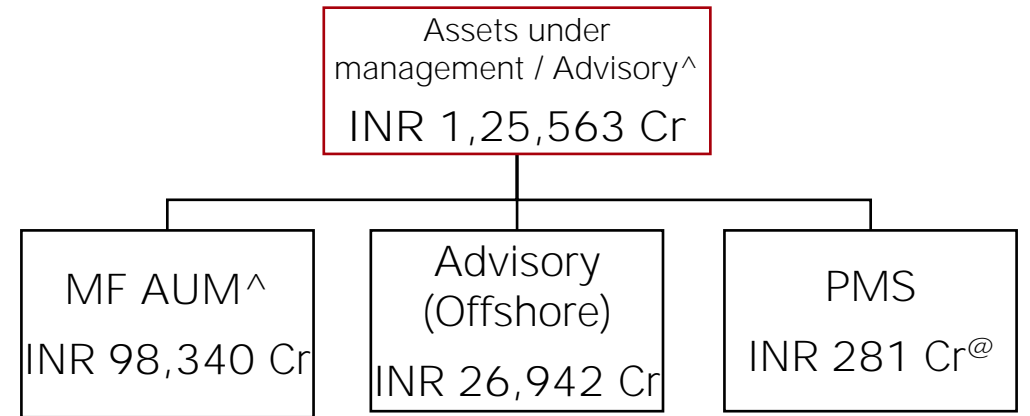 Assets under
management / Advisory^
INR 1,25,563 Cr
MF AUM^
INR 98,340 Cr
Advisory
(Offshore)
INR 26,942 Cr
PMS
INR 281 Cr@